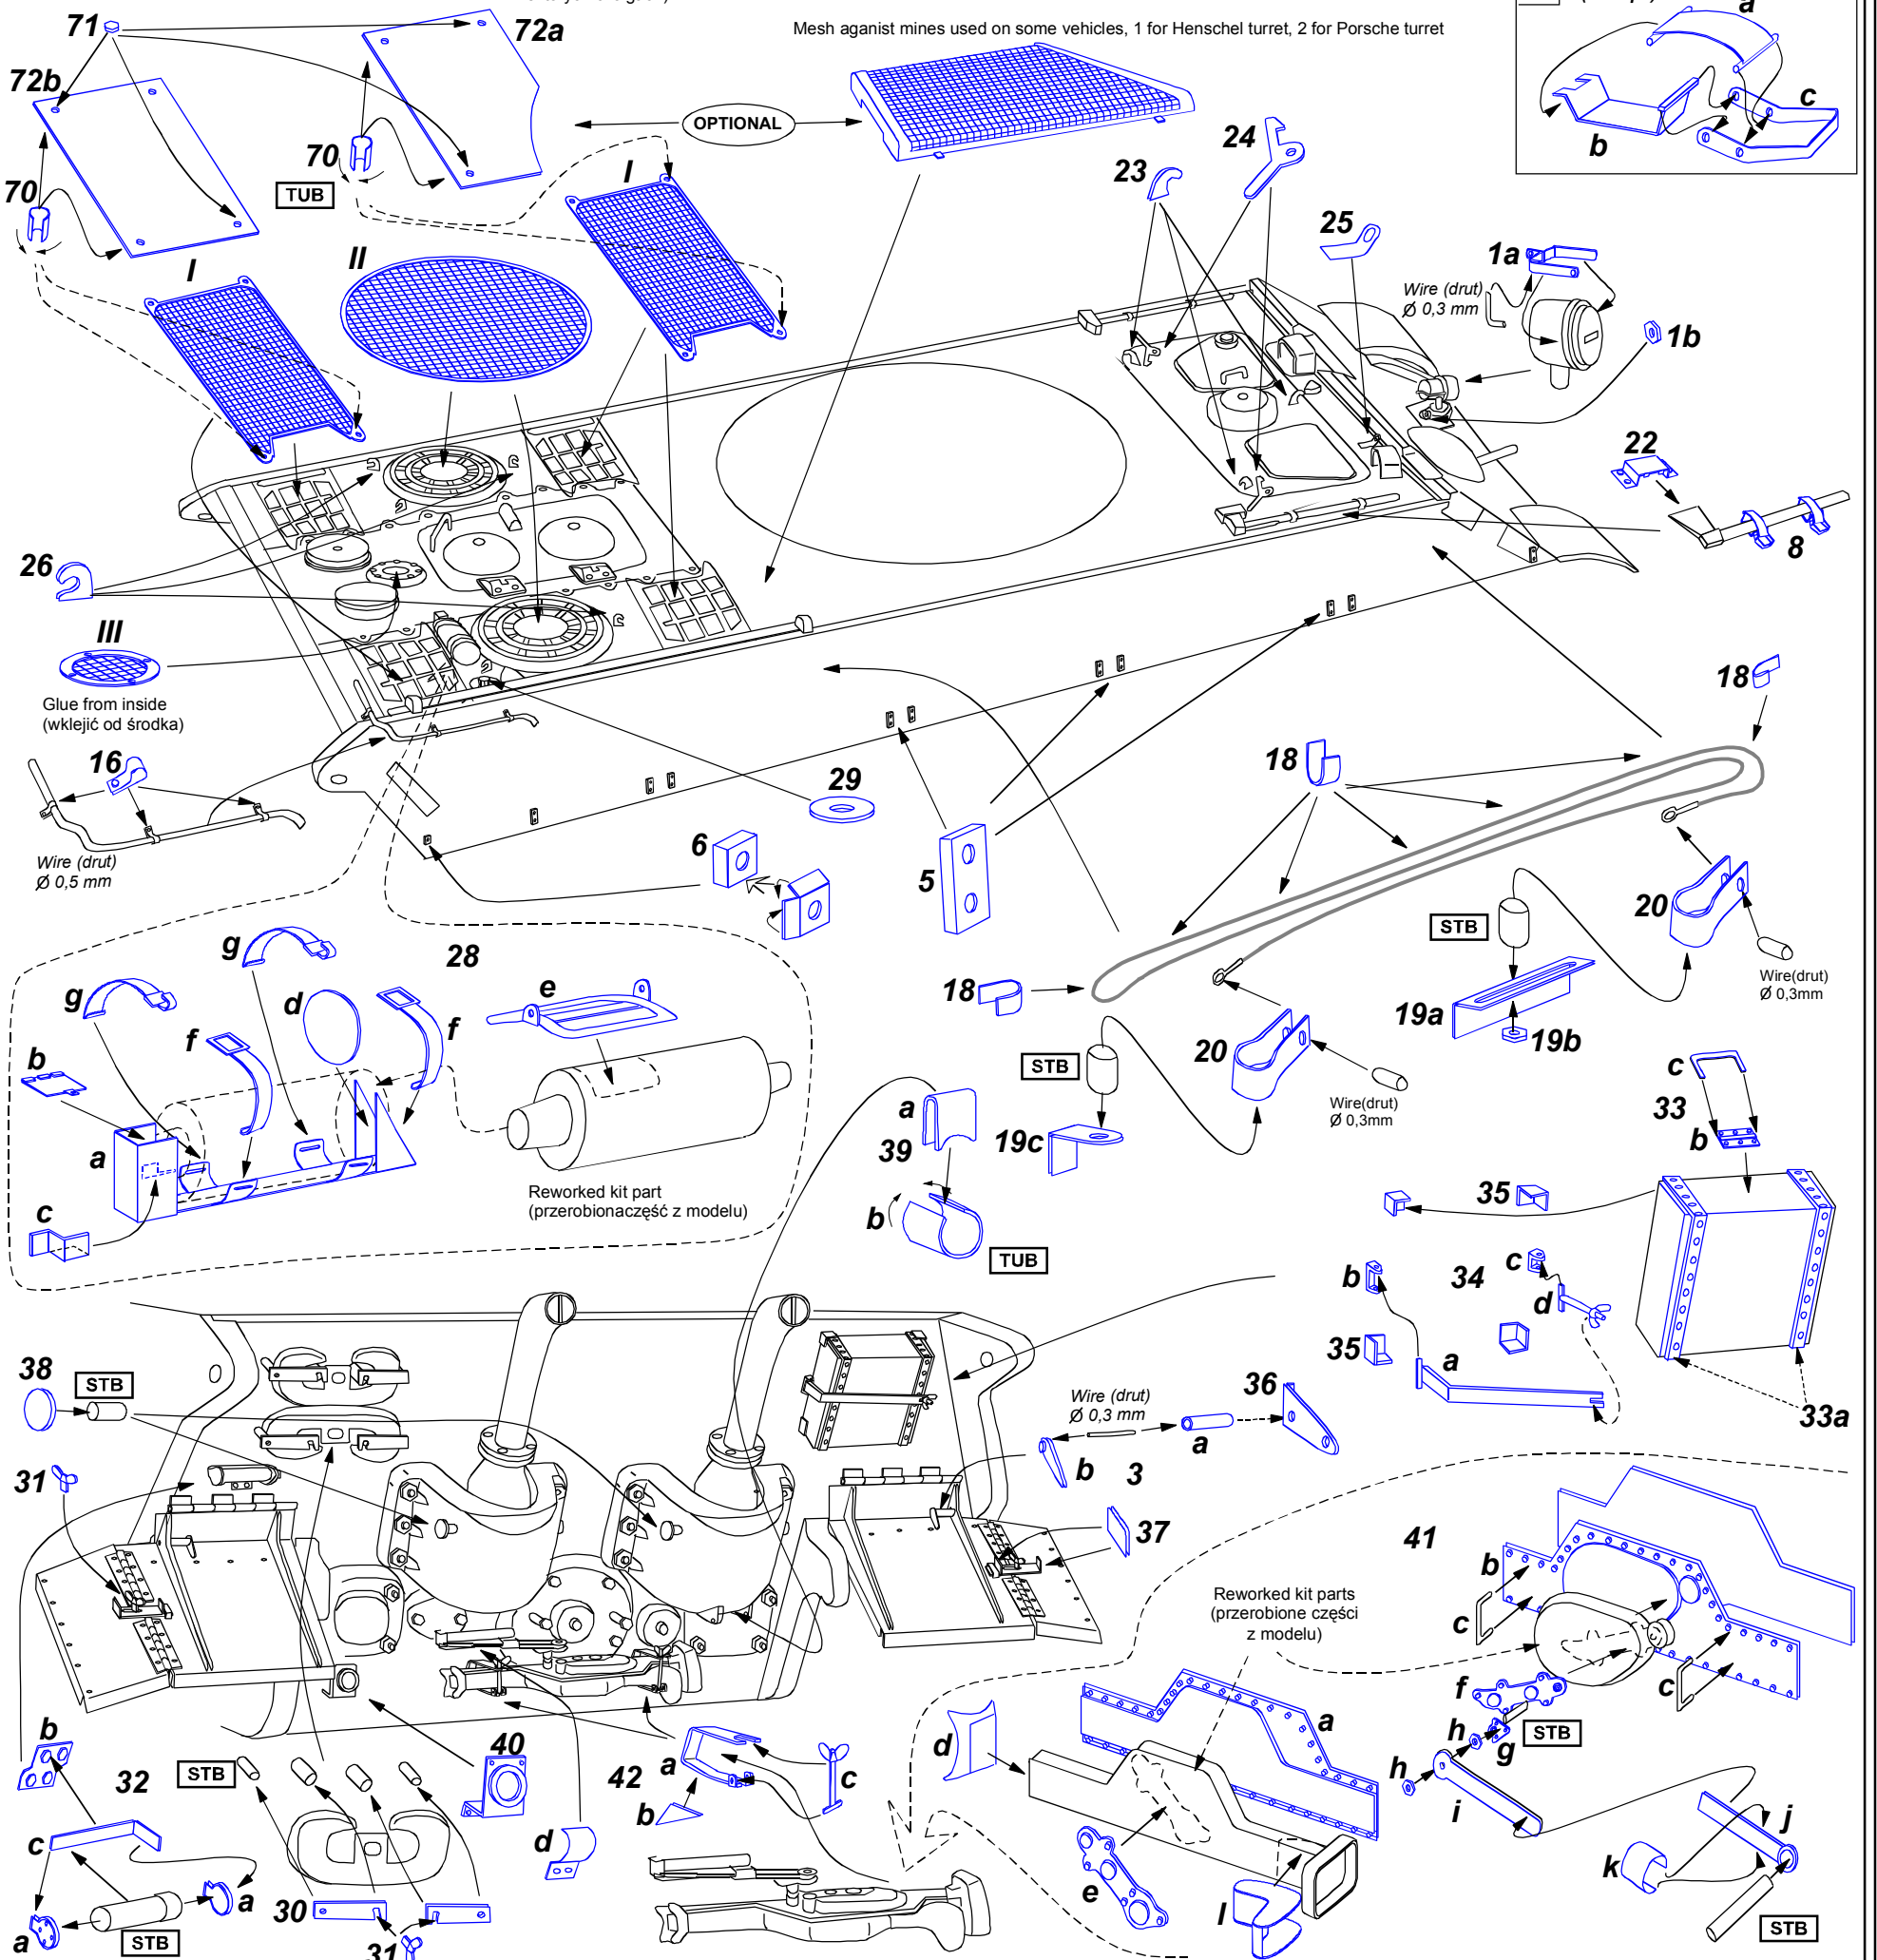 Mesh aganist mines used on some vehicles, 1 for Henschel turret, 2 for Porsche turret
a
71
72a
72b
c
b
OPTIONAL
24
23
70
TUB
I
70
25
1a
Wire (drut)
Ø 0,3 mm
1b
II
I
22
8
26
III
Glue from inside
(wklejić od środka)
18
18
16
29
6
5
Wire (drut)
Ø 0,5 mm
20
STB
g
28
g
e
d
f
f
b
18
Wire(drut)
Ø 0,3mm
19a
19b
20
STB
c
33
b
Wire(drut)
Ø 0,3mm
a
39
19c
a
c
Reworked kit part
(przerobionaczęść z modelu)
b
TUB
35
b
34
c
d
35
a
33a
38
STB
Wire (drut)
Ø 0,3 mm
36
a
b
3
31
37
41
b
Reworked kit parts
(przerobione części
z modelu)
c
c
f
a
d
h
STB
g
h
b
32
STB
40
42
a
c
b
i
j
k
d
c
a
30
a
STB
31
e
l
STB